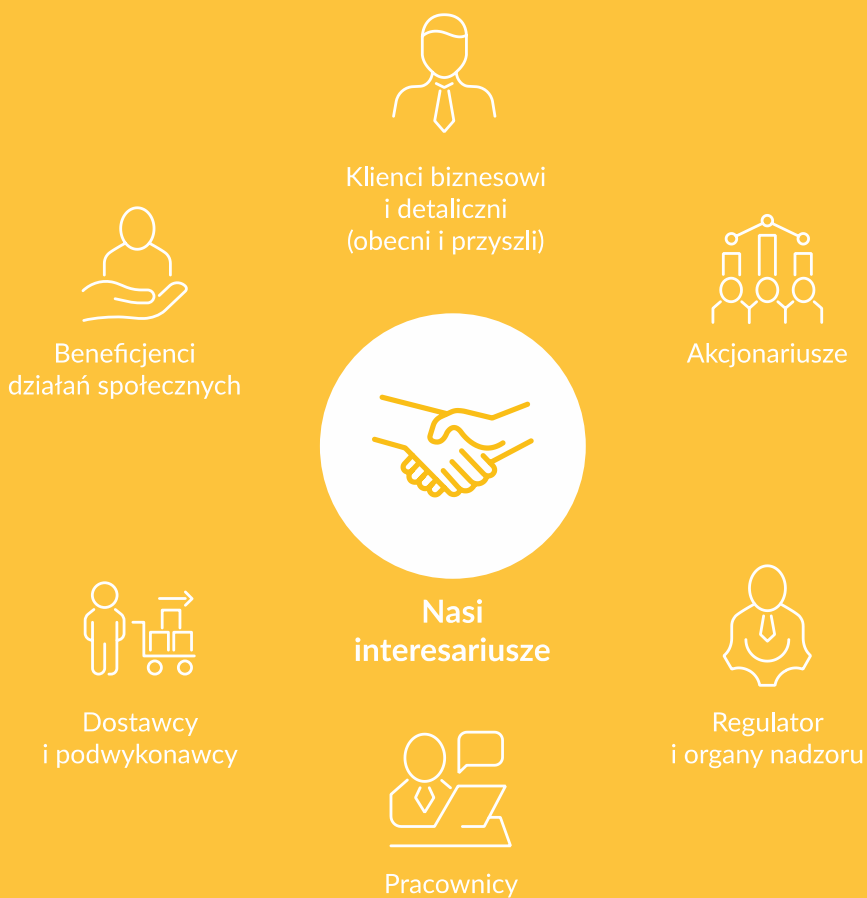 Klienci biznesowi
i detaliczni
(obecni i przyszli)
Beneficjenci
działań społecznych
Akcjonariusze
Nasi
interesariusze
Dostawcy
i podwykonawcy
Regulator
i organy nadzoru
Pracownicy